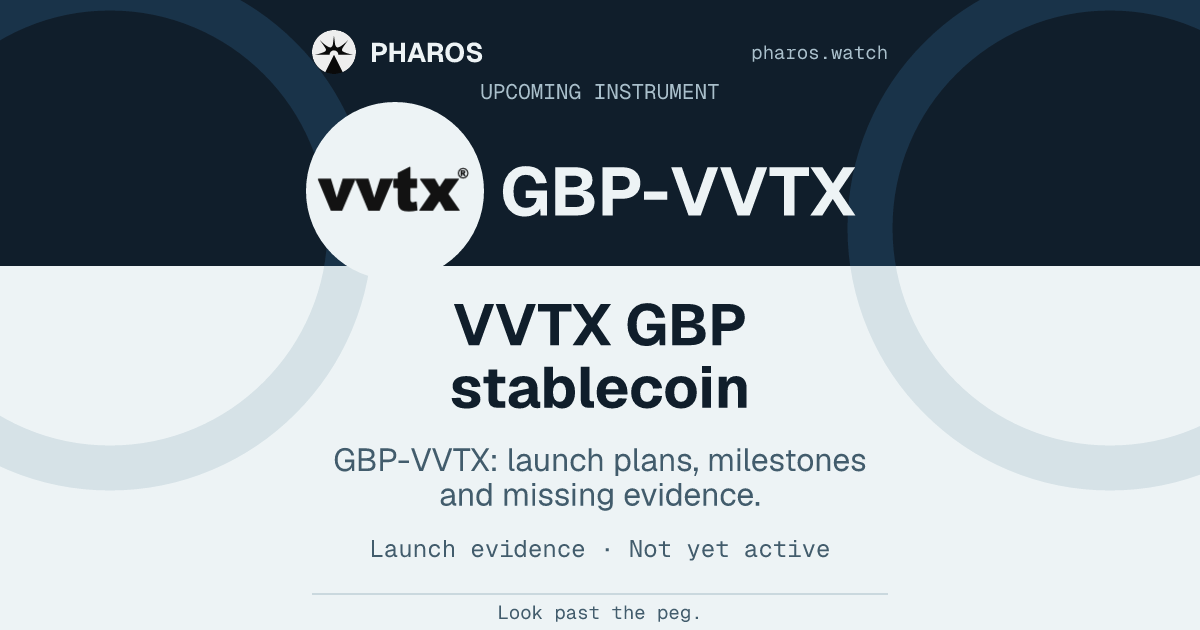 PHAROS
pharos.watch
UPCOMING INSTRUMENT
vvtx®
GBP-VVTX
VVTX GBP
stablecoin
GBP-VVTX: launch plans, milestones
and missing evidence.
Launch evidence · Not yet active
Look past the peg.